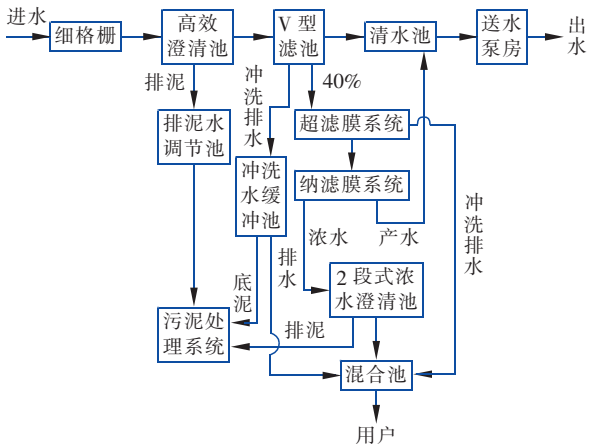 进水
细格栅
高效
澄清池
V 型
滤池
清水池
送水
泵房
出
水
排泥
冲
洗
排
水
40%
排泥水
调节池
超滤膜系统
冲洗
水缓
冲池
纳滤膜系统
冲
洗
排
水
浓水
产水
排
水
底
泥
2 段式浓
水澄清池
污泥处
理系统
排泥
混合池
用户